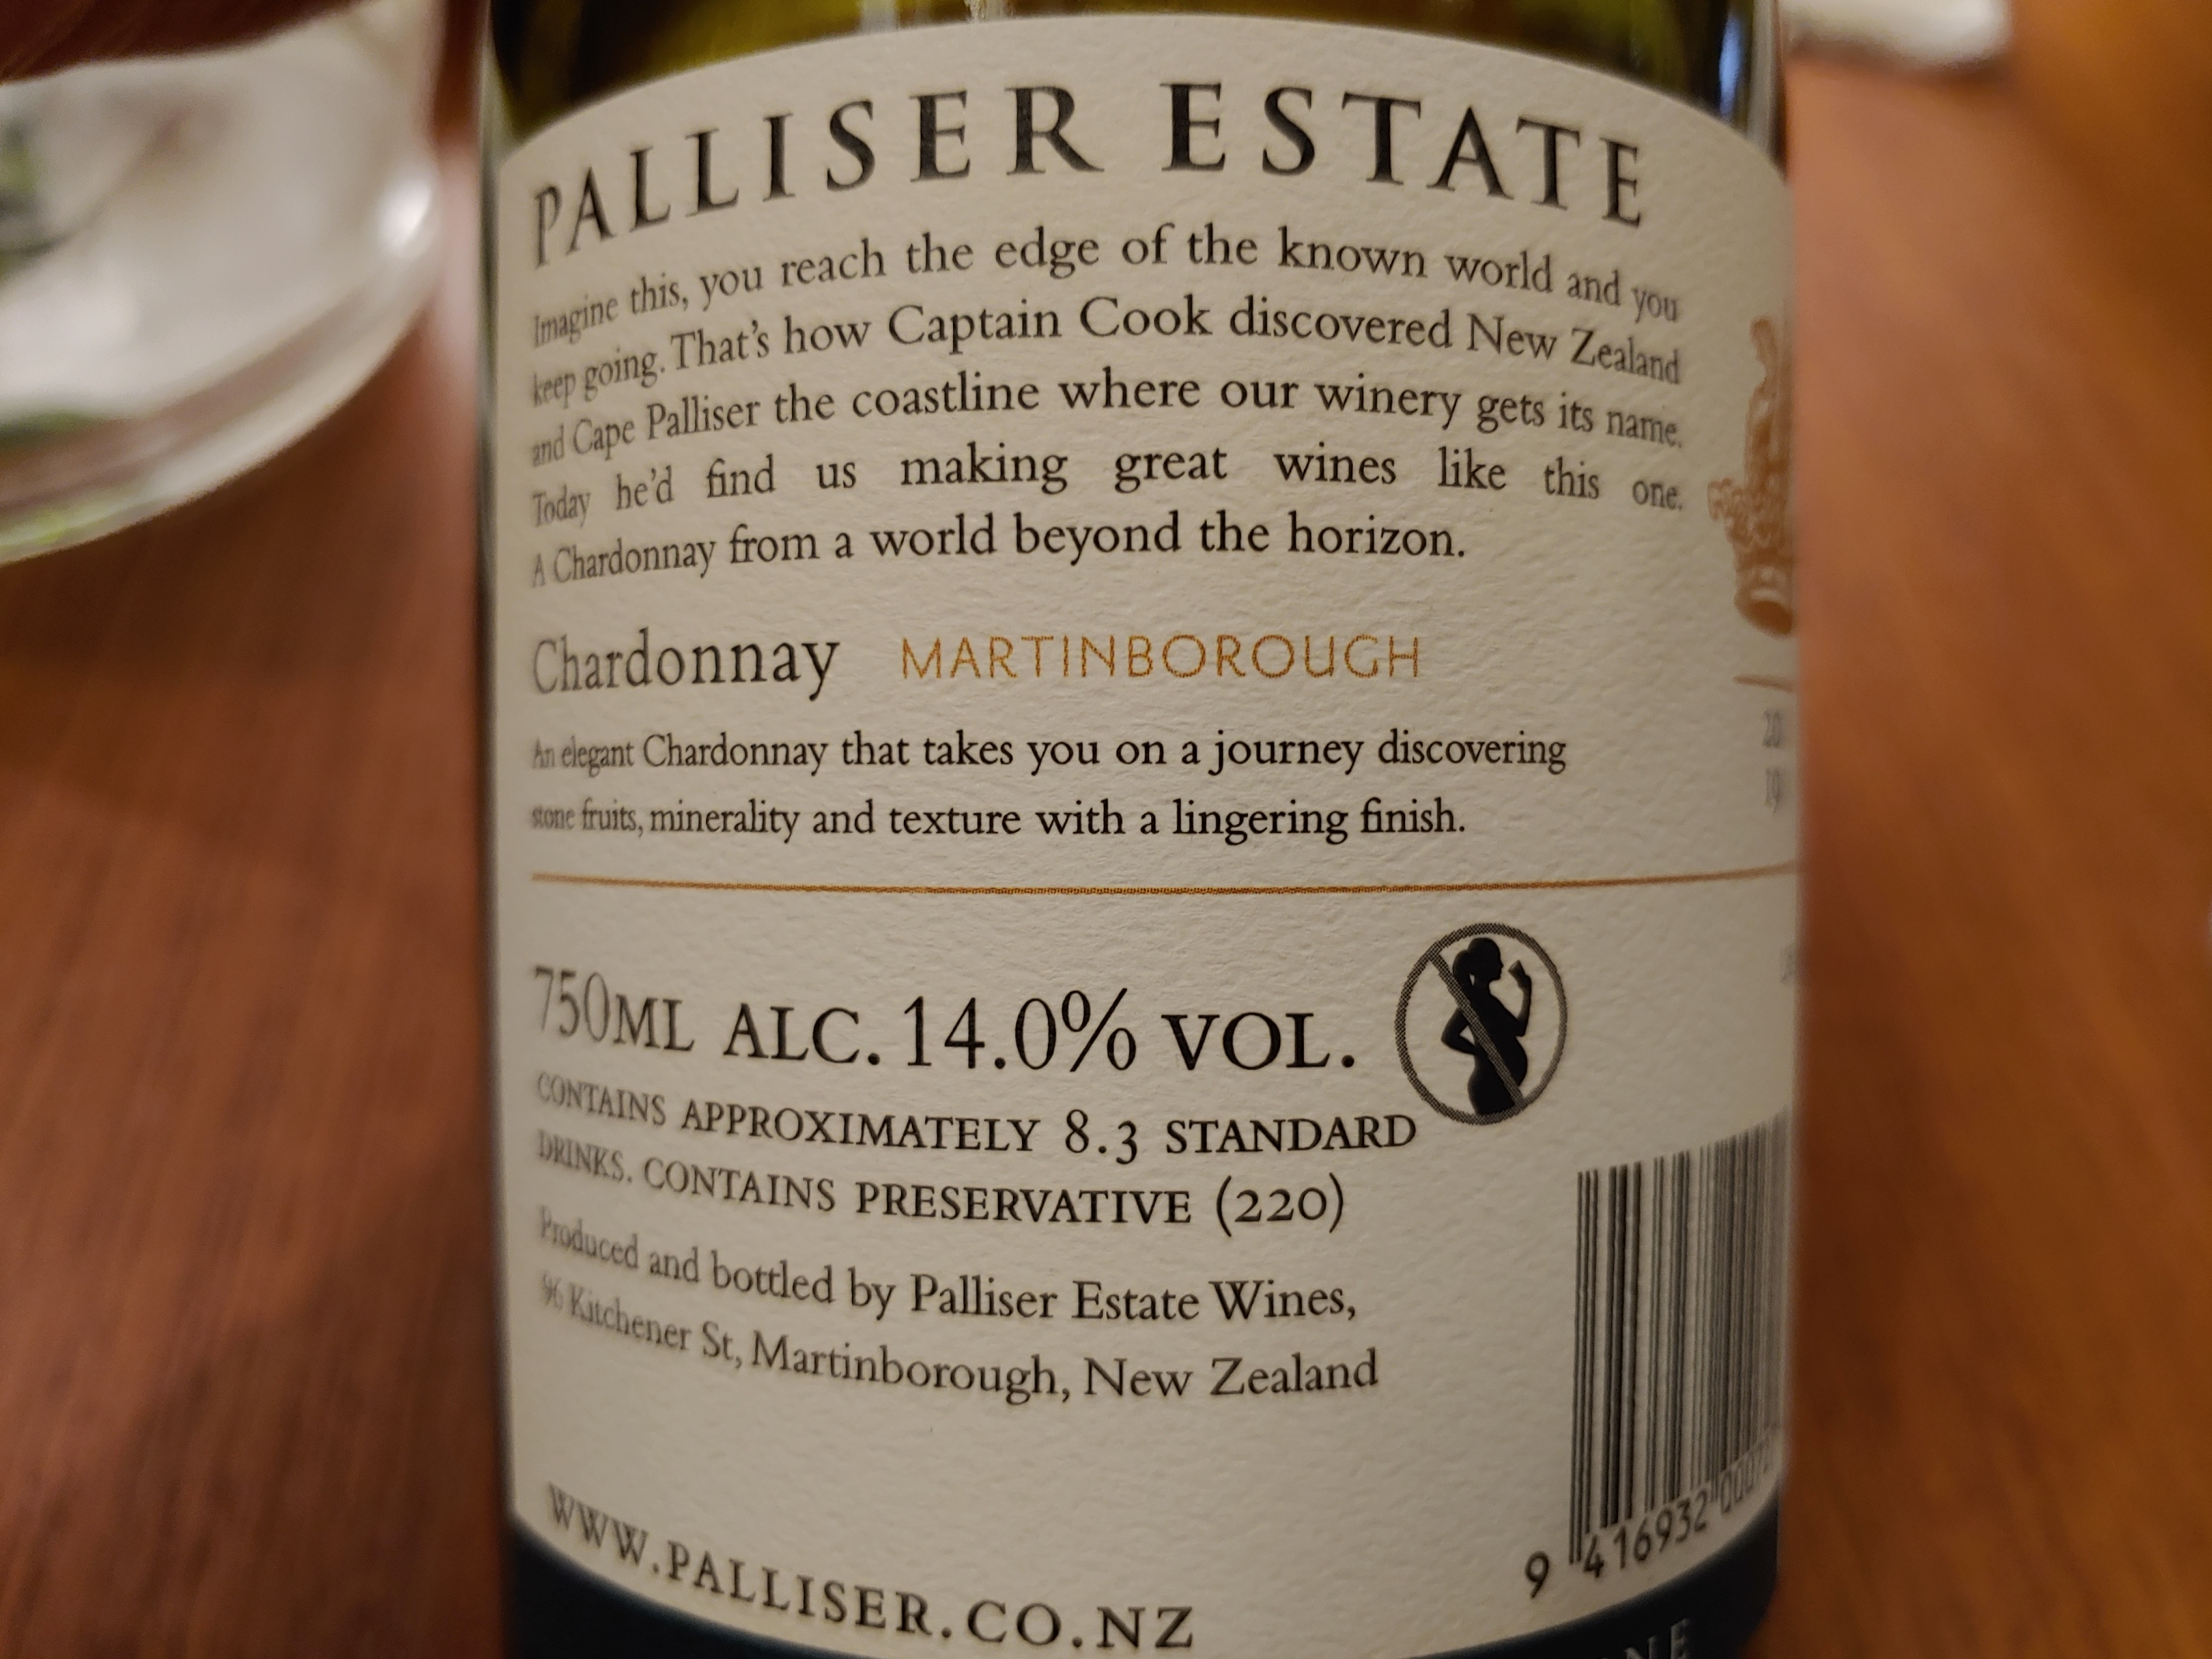 PALLISER ESTATE
Imagine this, you reach the edge of the known world and you
keep going. That's how Captain Cook discovered New Zealand
and Cape Palliser the coastline where our winery gets its name.
Today he'd find us making great wines like this one.
A Chardonnay from a world beyond the horizon.
Chardonnay MARTINBOROUGH
An elegant Chardonnay that takes you on a journey discovering
stone fruits, minerality and texture with a lingering finish.
20
19
750ML ALC. 14.0% VOL.
CONTAINS APPROXIMATELY 8.3 STANDARD
DRINKS. CONTAINS PRESERVATIVE (220)
Produced and bottled by Palliser Estate Wines,
96 Kitchener St, Martinborough, New Zealand
WWW.PALLISER.CO.NZ
9 416932